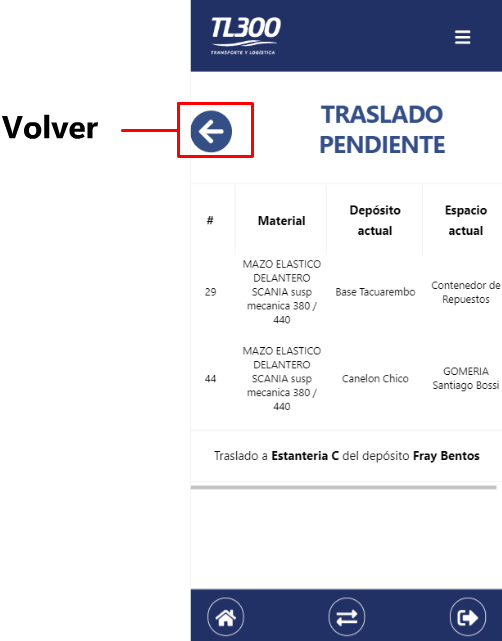 TL300
TRANSPORTE Y LOGÍSTICA
Volver
TRASLADO
PENDIENTE
#
Material
Depósito
actual
Espacio
actual
29
MAZO ELASTICO
DELANTERO
SCANIA susp
mecanica 380 /
440
Base Tacuarembo
Contenedor de
Repuestos
44
MAZO ELASTICO
DELANTERO
SCANIA susp
mecanica 380 /
440
Canelon Chico
GOMERIA
Santiago Bossi
Traslado a Estanteria C del depósito Fray Bentos